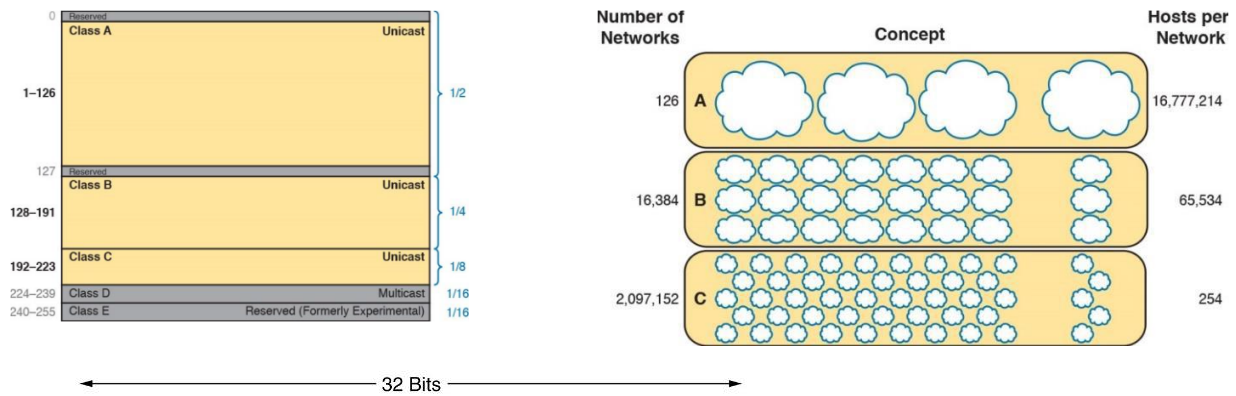 0 Reserved
Class A Unicast
1–126
1/2
127 Reserved
Class B Unicast
128–191
1/4
Class C Unicast
192–223
1/8
224–239 Class D Multicast 1/16
240–255 Class E Reserved (Formerly Experimental) 1/16
Number of
Networks
Concept
Hosts per
Network
126 A 16,777,214
16,384 B 65,534
2,097,152 C 254
32 Bits